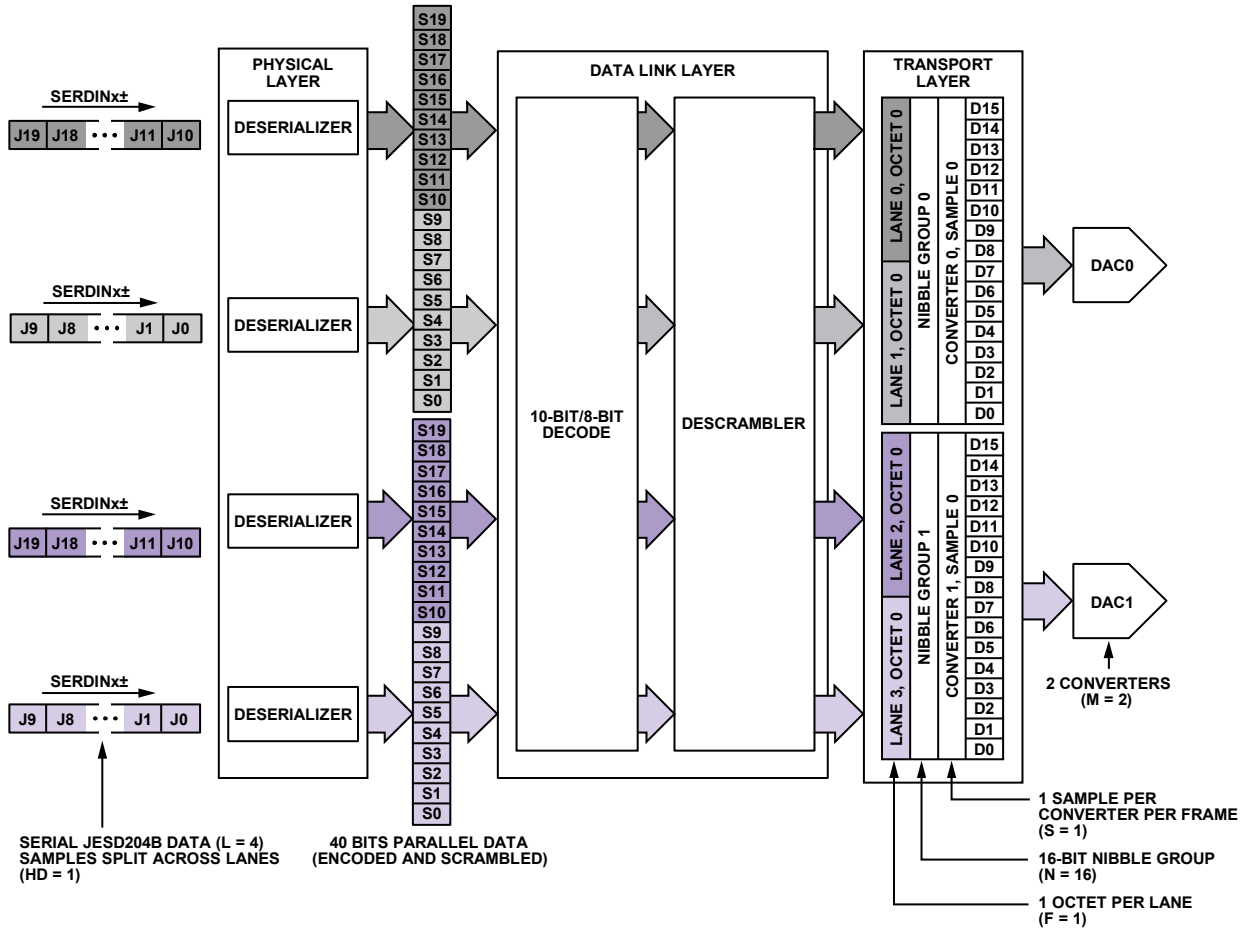 SERDINx±
J19 J18 ••• J11 J10
SERDINx±
J9 J8 ••• J1 J0
SERDINx±
J19 J18 ••• J11 J10
SERDINx±
J9 J8 ••• J1 J0
SERIAL JESD204B DATA (L = 4)
SAMPLES SPLIT ACROSS LANES
(HD = 1)
PHYSICAL
LAYER
DESERIALIZER
DESERIALIZER
DESERIALIZER
DESERIALIZER
S19
S18
S17
S16
S15
S14
S13
S12
S11
S10
S9
S8
S7
S6
S5
S4
S3
S2
S1
S0
S19
S18
S17
S16
S15
S14
S13
S12
S11
S10
S9
S8
S7
S6
S5
S4
S3
S2
S1
S0
40 BITS PARALLEL DATA
(ENCODED AND SCRAMBLED)
DATA LINK LAYER
10-BIT/8-BIT
DECODE
DESCRAMBLER
TRANSPORT
LAYER
LANE 0, OCTET 0
LANE 1, OCTET 0
NIBBLE GROUP 0
CONVERTER 0, SAMPLE 0
D15
D14
D13
D12
D11
D10
D9
D8
D7
D6
D5
D4
D3
D2
D1
D0
LANE 2, OCTET 0
LANE 3, OCTET 0
NIBBLE GROUP 1
CONVERTER 1, SAMPLE 0
D15
D14
D13
D12
D11
D10
D9
D8
D7
D6
D5
D4
D3
D2
D1
D0
DAC0
DAC1
2 CONVERTERS
(M = 2)
1 SAMPLE PER
CONVERTER PER FRAME
(S = 1)
16-BIT NIBBLE GROUP
(N = 16)
1 OCTET PER LANE
(F = 1)